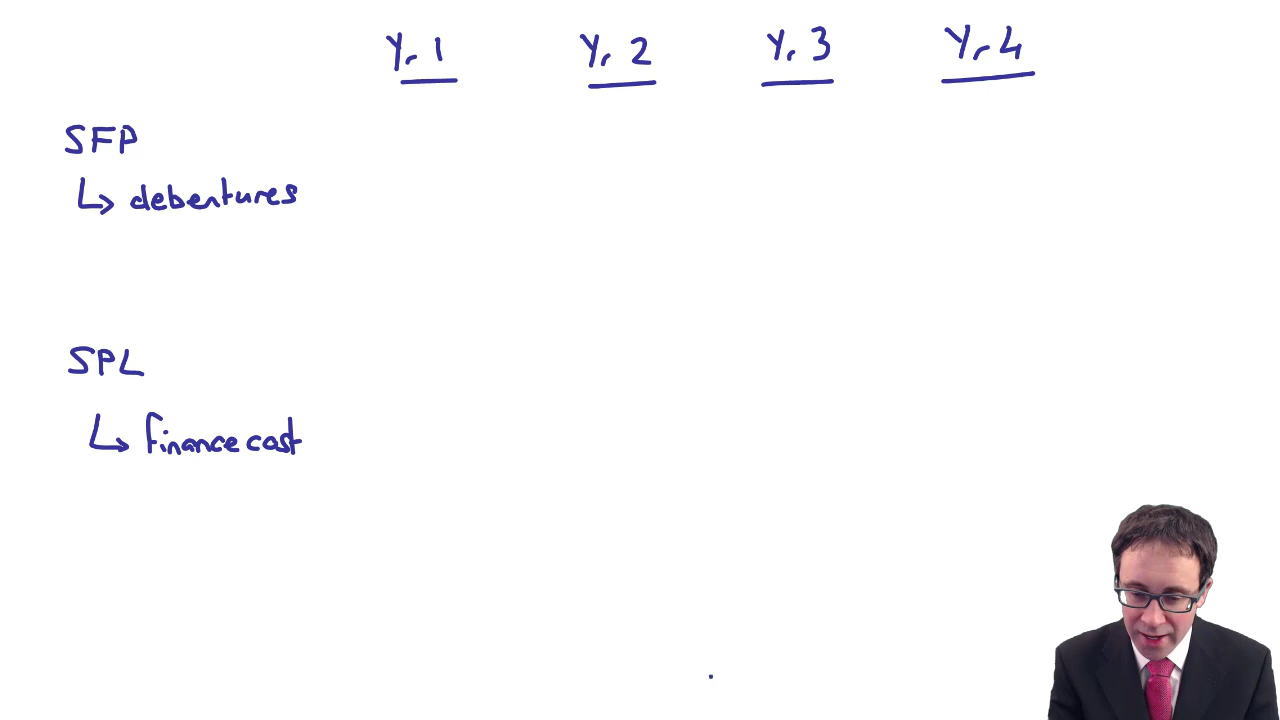 Yr 1 Yr 2 Yr 3 Yr 4
SFP
↳ debentures
SPL
↳ finance cost